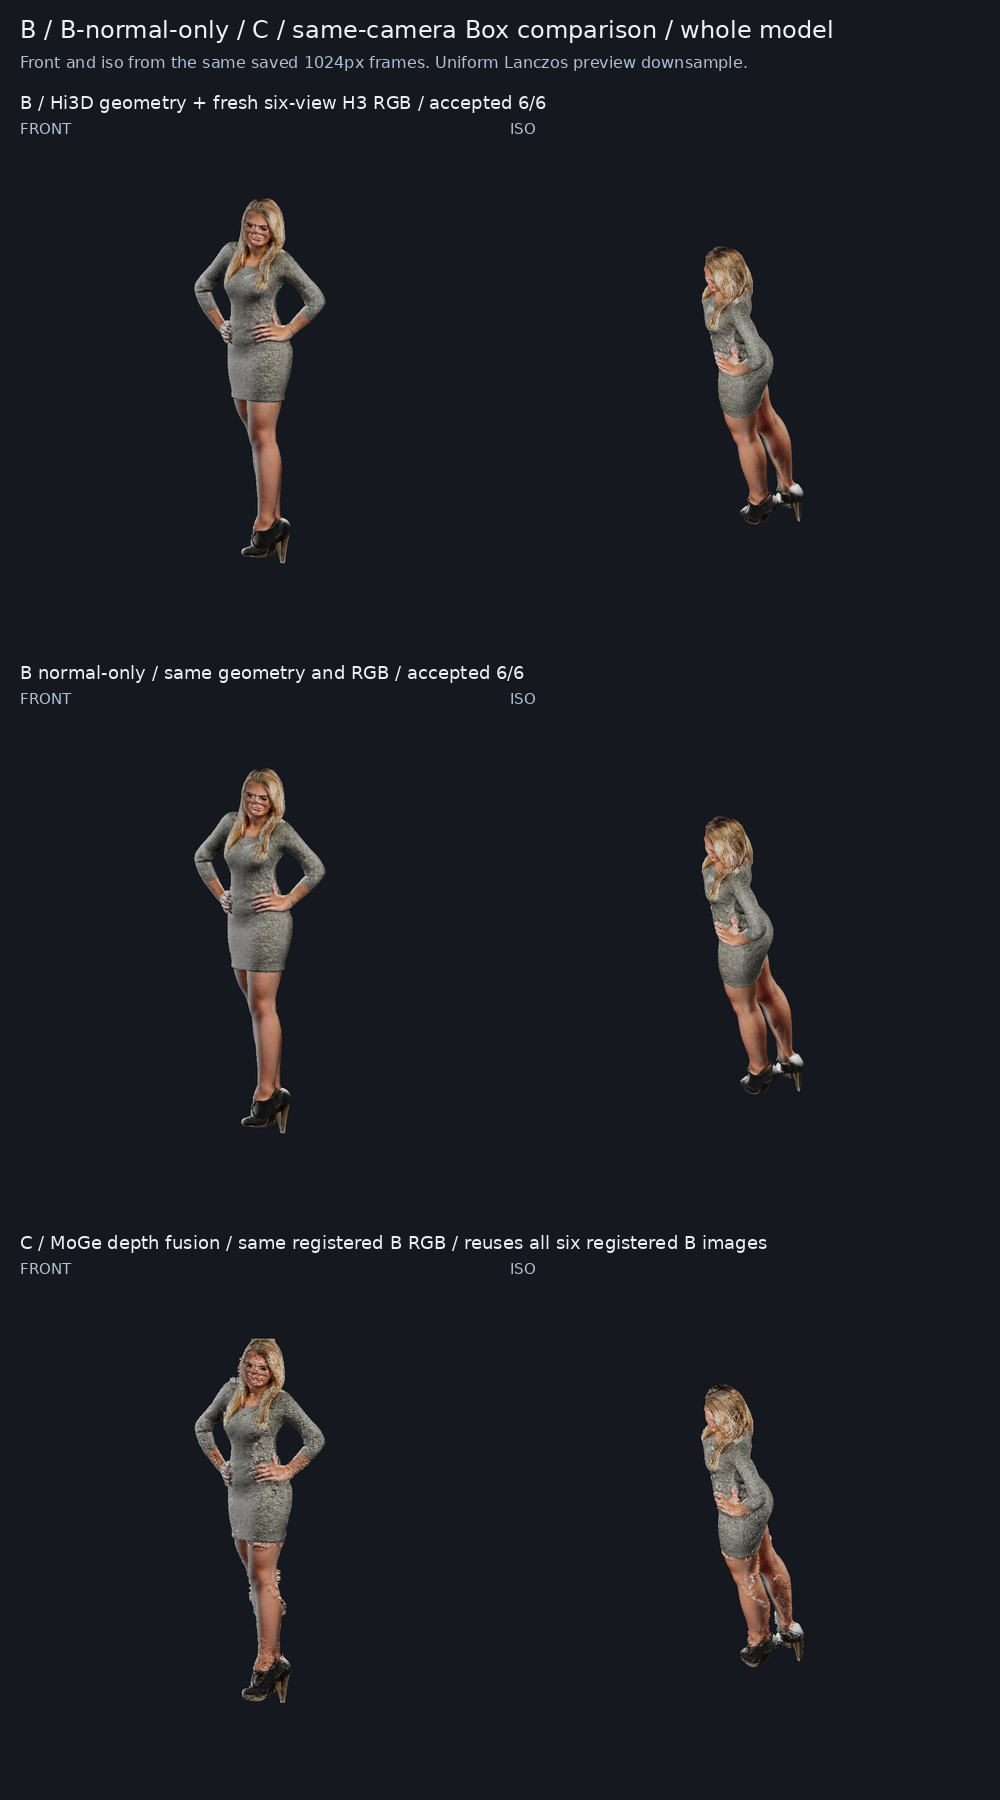 B / B-normal-only / C / same-camera Box comparison / whole model
Front and iso from the same saved 1024px frames. Uniform Lanczos preview downsample.
B / Hi3D geometry + fresh six-view H3 RGB / accepted 6/6
FRONT ISO
B normal-only / same geometry and RGB / accepted 6/6
FRONT ISO
C / MoGe depth fusion / same registered B RGB / reuses all six registered B images
FRONT ISO